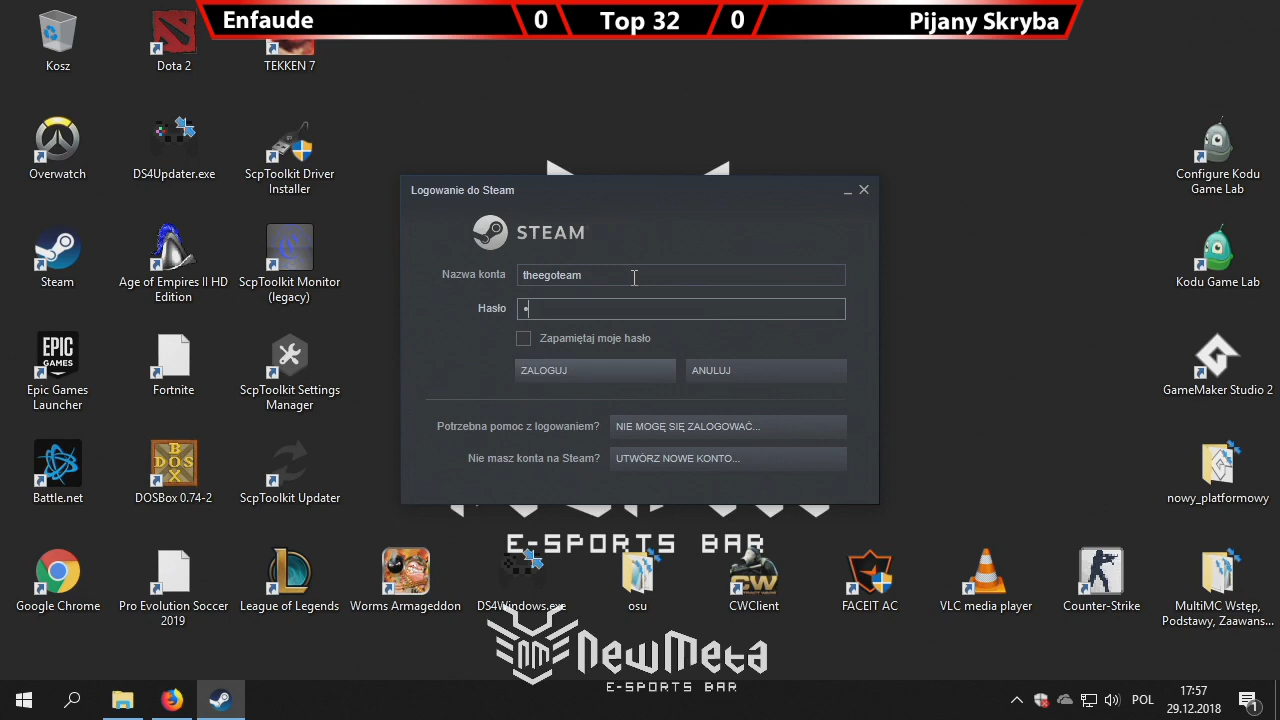 Enfaude
0
Top 32
0
Pijany Skryba
Kosz
Dota 2
TEKKEN 7
Overwatch
DS4Updater.exe
ScpToolkit Driver
Installer
Configure Kodu
Game Lab
Steam
Age of Empires II HD
Edition
ScpToolkit Monitor
(legacy)
Kodu Game Lab
EPIC
GAMES
Epic Games
Launcher
Fortnite
ScpToolkit Settings
Manager
GameMaker Studio 2
Battle.net
DOSBox 0.74-2
ScpToolkit Updater
nowy_platformowy
Logowanie do Steam
STEAM
Nazwa konta
theegoteam
Hasło
•
Zapamiętaj moje hasło
ZALOGUJ
ANULUJ
Potrzebna pomoc z logowaniem?
NIE MOGĘ SIĘ ZALOGOWAĆ...
Nie masz konta na Steam?
UTWÓRZ NOWE KONTO...
E-SPORTS BAR
Google Chrome
Pro Evolution Soccer
2019
League of Legends
Worms Armageddon
DS4Windows.exe
osu
CW
CWClient
FACEIT AC
VLC media player
Counter-Strike
MultiMC Wstęp,
Podstawy, Zaawans...
NM
NewMeta
E-SPORTS BAR
POL
17:57
29.12.2018
1